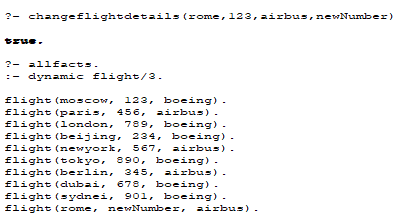 ?- changeflightdetails(rome,123,airbus,newNumber)
true.
?- allfacts.
:- dynamic flight/3.
flight(moscow, 123, boeing).
flight(paris, 456, airbus).
flight(london, 789, boeing).
flight(beijing, 234, boeing).
flight(newyork, 567, airbus).
flight(tokyo, 890, boeing).
flight(berlin, 345, airbus).
flight(dubai, 678, boeing).
flight(sydnei, 901, boeing).
flight(rome, newNumber, airbus).